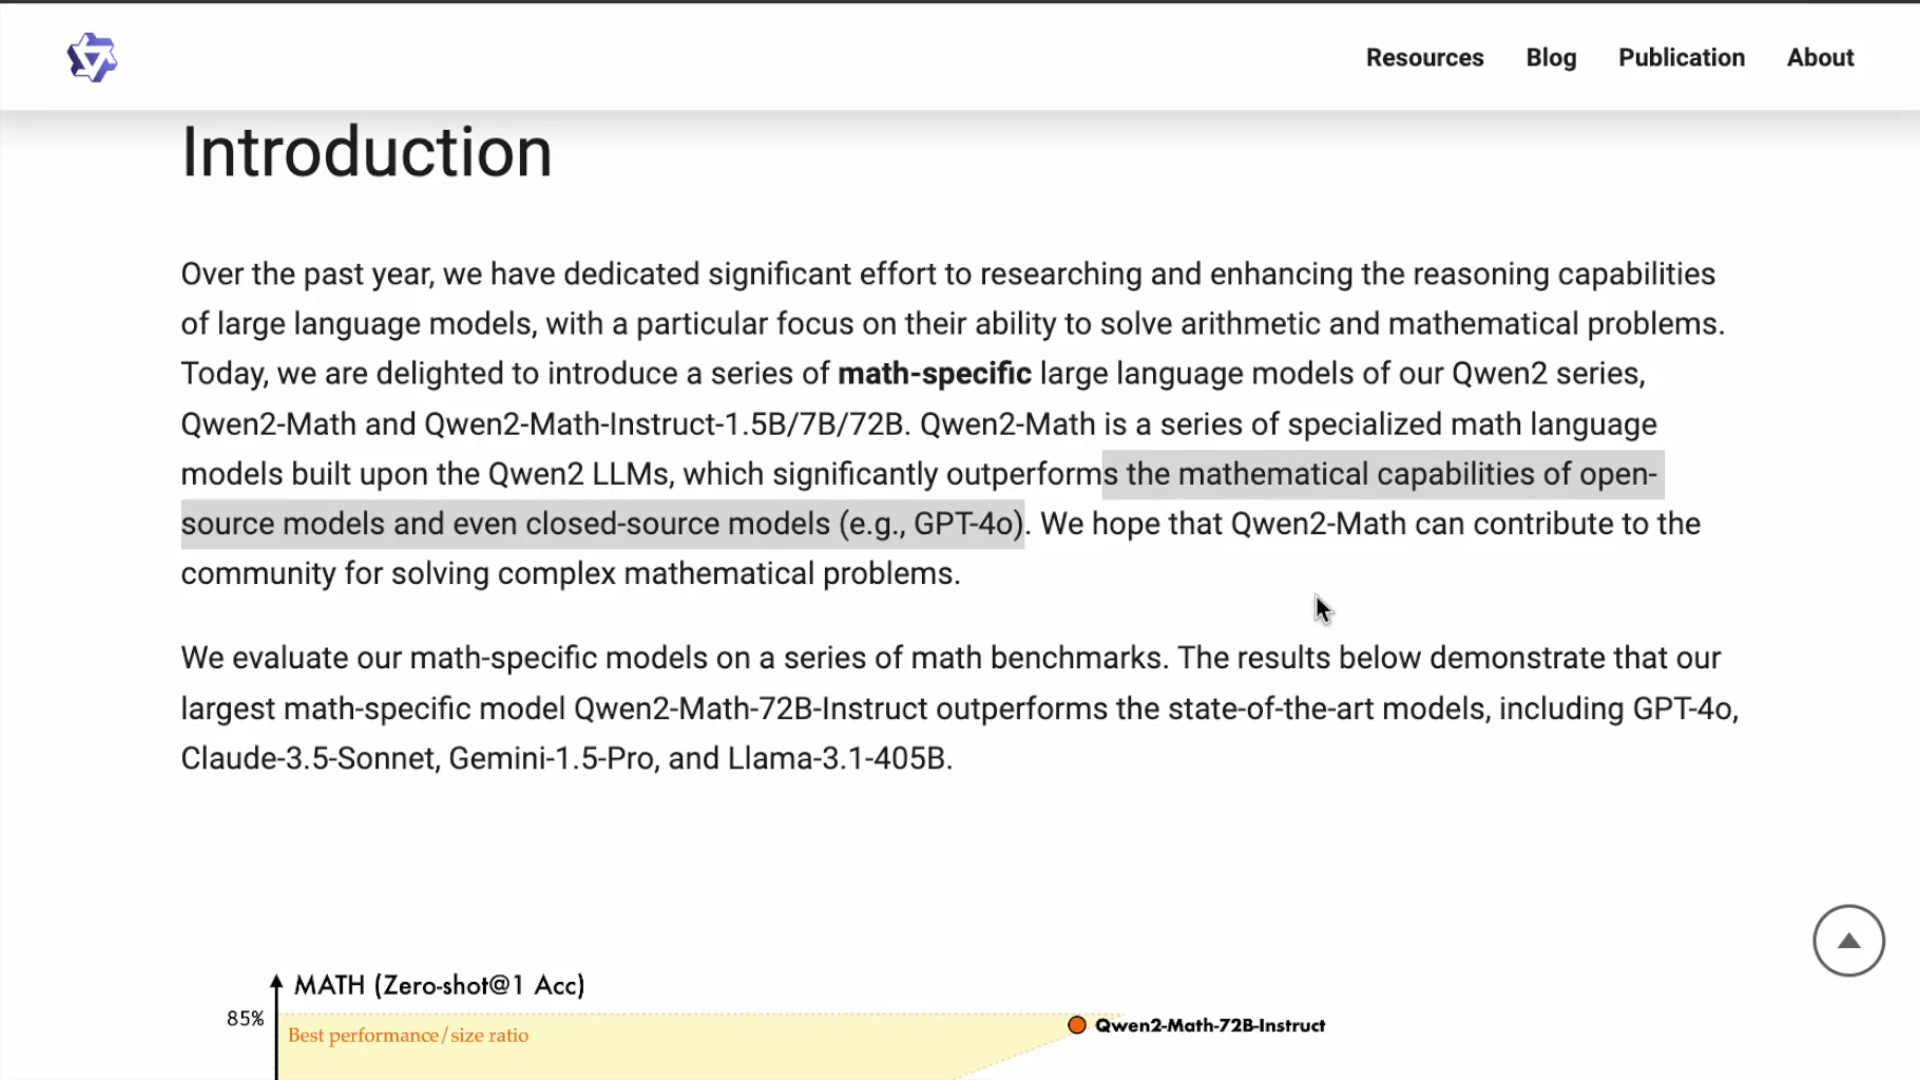 Resources Blog Publication About
Introduction
Over the past year, we have dedicated significant effort to researching and enhancing the reasoning capabilities
of large language models, with a particular focus on their ability to solve arithmetic and mathematical problems.
Today, we are delighted to introduce a series of math-specific large language models of our Qwen2 series,
Qwen2-Math and Qwen2-Math-Instruct-1.5B/7B/72B. Qwen2-Math is a series of specialized math language
models built upon the Qwen2 LLMs, which significantly outperforms the mathematical capabilities of open-
source models and even closed-source models (e.g., GPT-4o). We hope that Qwen2-Math can contribute to the
community for solving complex mathematical problems.
We evaluate our math-specific models on a series of math benchmarks. The results below demonstrate that our
largest math-specific model Qwen2-Math-72B-Instruct outperforms the state-of-the-art models, including GPT-4o,
Claude-3.5-Sonnet, Gemini-1.5-Pro, and Llama-3.1-405B.
MATH (Zero-shot@1 Acc)
85%
Best performance/size ratio
Qwen2-Math-72B-Instruct